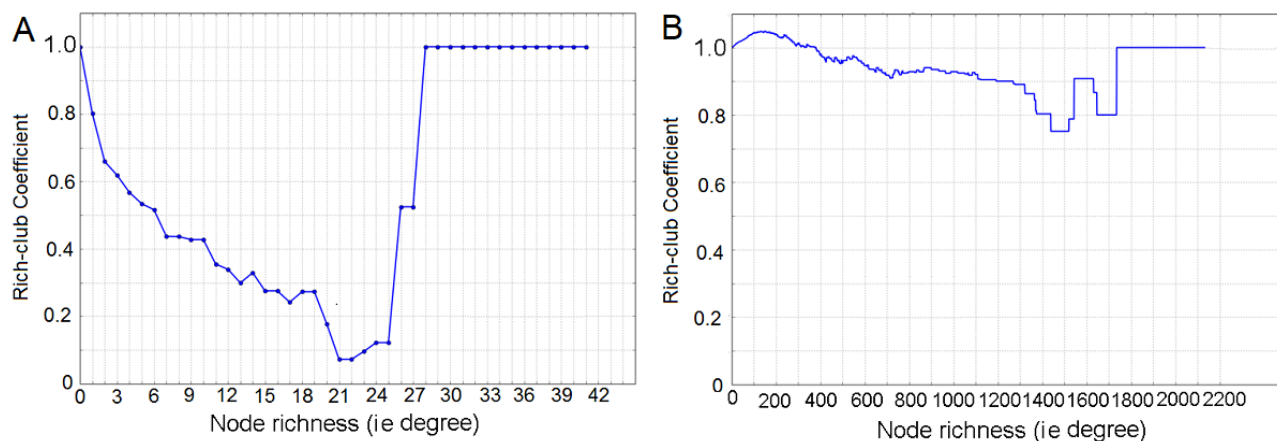 A
1.0
0.8
0.6
0.4
0.2
0
Rich-club Coefficient
0 3 6 9 12 15 18 21 24 27 30 33 36 39 42
Node richness (ie degree)
B
1.0
0.8
0.6
0.4
0.2
0
Rich-club Coefficient
0 200 400 600 800 1000 1200 1400 1600 1800 2000 2200
Node richness (ie degree)